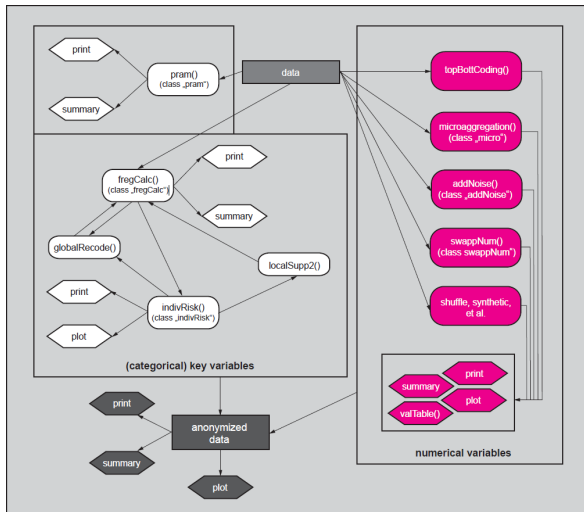 print
pram()
(class „pram“)
summary
data
topBottCoding()
microaggregation()
(class „micro“)
addNoise()
(class „addNoise“)
swappNum()
(class swappNum“)
shuffle, synthetic,
et al.
print
summary
plot
valTable()
numerical variables
fregCalc()
(class „fregCalc“)
print
summary
globalRecode()
localSupp2()
print
indivRisk()
(class „indivRisk“)
plot
(categorical) key variables
print
anonymized
data
summary
plot